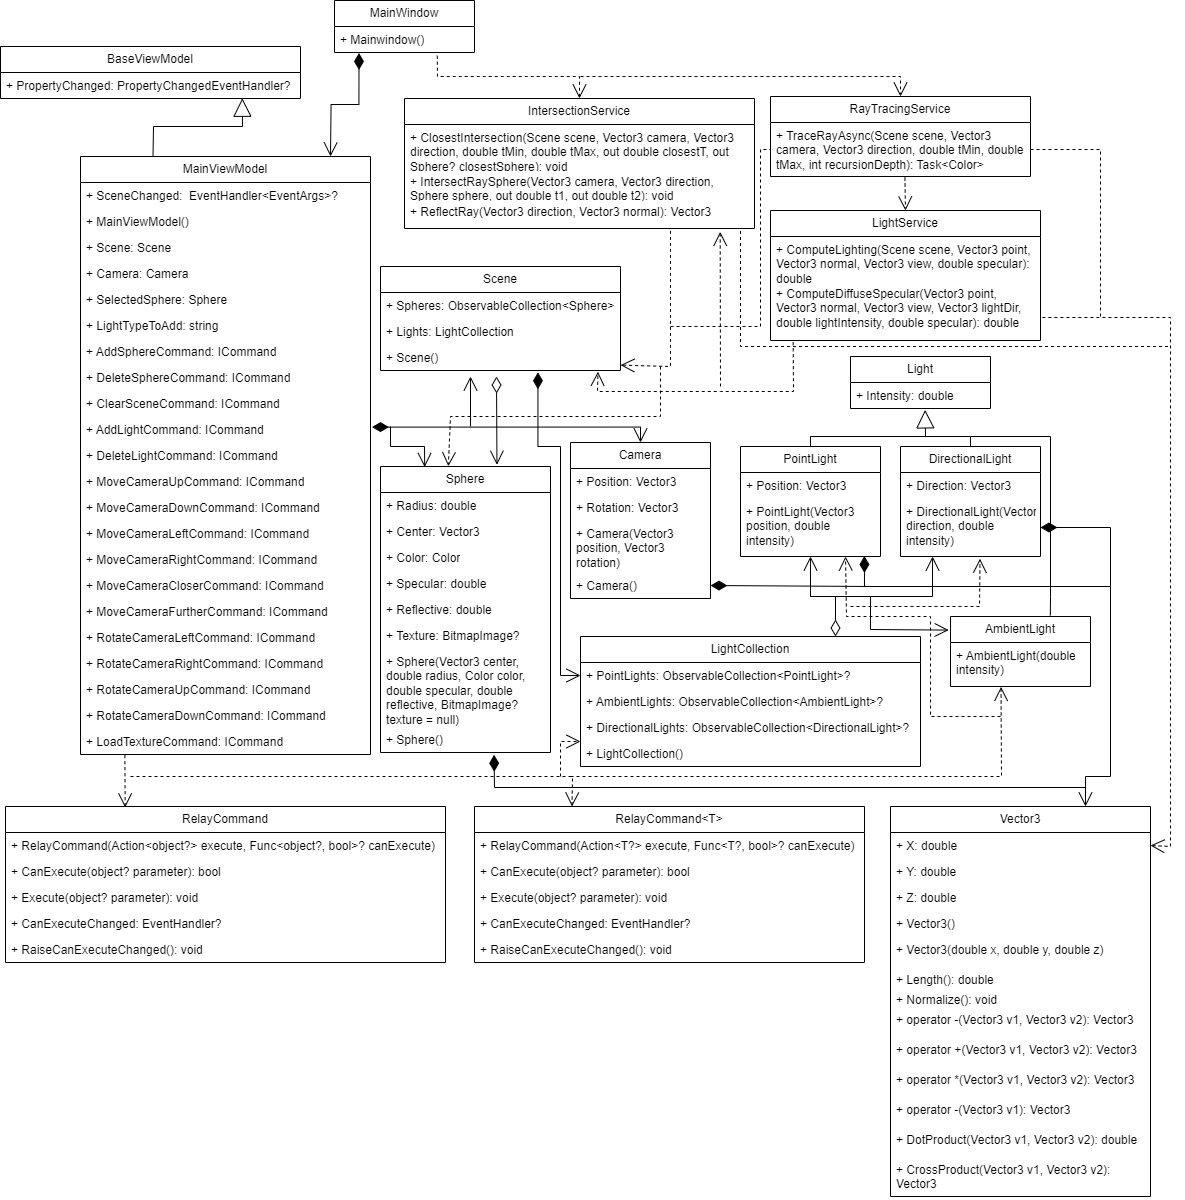 MainWindow
+ Mainwindow()
BaseViewModel
+ PropertyChanged: PropertyChangedEventHandler?
MainViewModel
+ SceneChanged:  EventHandler<EventArgs>?
+ MainViewModel()
+ Scene: Scene
+ Camera: Camera
+ SelectedSphere: Sphere
+ LightTypeToAdd: string
+ AddSphereCommand: ICommand
+ DeleteSphereCommand: ICommand
+ ClearSceneCommand: ICommand
+ AddLightCommand: ICommand
+ DeleteLightCommand: ICommand
+ MoveCameraUpCommand: ICommand
+ MoveCameraDownCommand: ICommand
+ MoveCameraLeftCommand: ICommand
+ MoveCameraRightCommand: ICommand
+ MoveCameraCloserCommand: ICommand
+ MoveCameraFurtherCommand: ICommand
+ RotateCameraLeftCommand: ICommand
+ RotateCameraRightCommand: ICommand
+ RotateCameraUpCommand: ICommand
+ RotateCameraDownCommand: ICommand
+ LoadTextureCommand: ICommand
IntersectionService
+ ClosestIntersection(Scene scene, Vector3 camera, Vector3
direction, double tMin, double tMax, out double closestT, out
Sphere? closestSphere): void
+ IntersectRaySphere(Vector3 camera, Vector3 direction,
Sphere sphere, out double t1, out double t2): void
+ ReflectRay(Vector3 direction, Vector3 normal): Vector3
RayTracingService
+ TraceRayAsync(Scene scene, Vector3
camera, Vector3 direction, double tMin, double
tMax, int recursionDepth): Task<Color>
LightService
+ ComputeLighting(Scene scene, Vector3 point,
Vector3 normal, Vector3 view, double specular):
double
+ ComputeDiffuseSpecular(Vector3 point,
Vector3 normal, Vector3 view, Vector3 lightDir,
double lightIntensity, double specular): double
Scene
+ Spheres: ObservableCollection<Sphere>
+ Lights: LightCollection
+ Scene()
Light
+ Intensity: double
Sphere
+ Radius: double
+ Center: Vector3
+ Color: Color
+ Specular: double
+ Reflective: double
+ Texture: BitmapImage?
+ Sphere(Vector3 center,
double radius, Color color,
double specular, double
reflective, BitmapImage?
texture = null)
+ Sphere()
Camera
+ Position: Vector3
+ Rotation: Vector3
+ Camera(Vector3
position, Vector3
rotation)
+ Camera()
PointLight
+ Position: Vector3
+ PointLight(Vector3
position, double
intensity)
DirectionalLight
+ Direction: Vector3
+ DirectionalLight(Vector
direction, double
intensity)
AmbientLight
+ AmbientLight(double
intensity)
LightCollection
+ PointLights: ObservableCollection<PointLight>?
+ AmbientLights: ObservableCollection<AmbientLight>?
+ DirectionalLights: ObservableCollection<DirectionalLight>?
+ LightCollection()
RelayCommand
+ RelayCommand(Action<object?> execute, Func<object?, bool>? canExecute)
+ CanExecute(object? parameter): bool
+ Execute(object? parameter): void
+ CanExecuteChanged: EventHandler?
+ RaiseCanExecuteChanged(): void
RelayCommand<T>
+ RelayCommand(Action<T?> execute, Func<T?, bool>? canExecute)
+ CanExecute(object? parameter): bool
+ Execute(object? parameter): void
+ CanExecuteChanged: EventHandler?
+ RaiseCanExecuteChanged(): void
Vector3
+ X: double
+ Y: double
+ Z: double
+ Vector3()
+ Vector3(double x, double y, double z)
+ Length(): double
+ Normalize(): void
+ operator -(Vector3 v1, Vector3 v2): Vector3
+ operator +(Vector3 v1, Vector3 v2): Vector3
+ operator *(Vector3 v1, Vector3 v2): Vector3
+ operator -(Vector3 v1): Vector3
+ DotProduct(Vector3 v1, Vector3 v2): double
+ CrossProduct(Vector3 v1, Vector3 v2):
Vector3